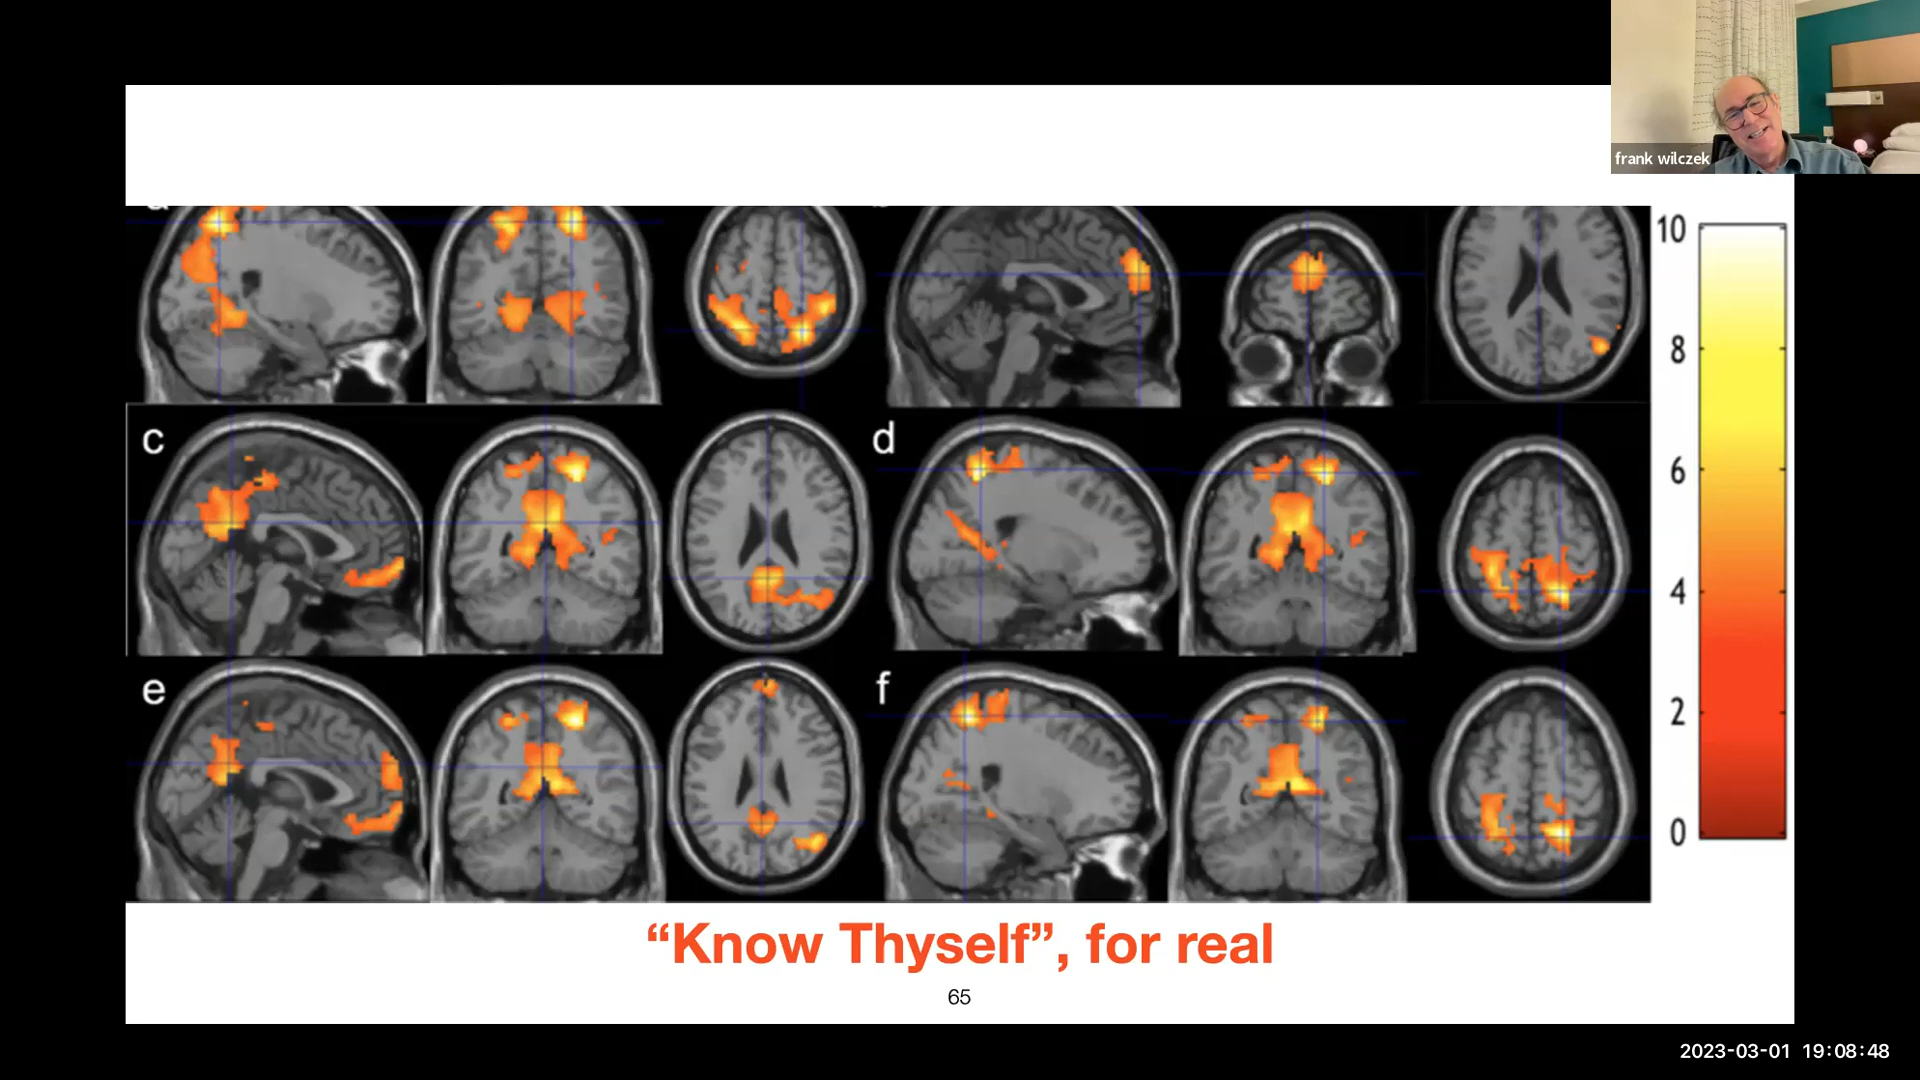 frank wilczek
10
8
6
4
2
0
c
d
e
f
“Know Thyself”, for real
65
2023-03-01 19:08:48